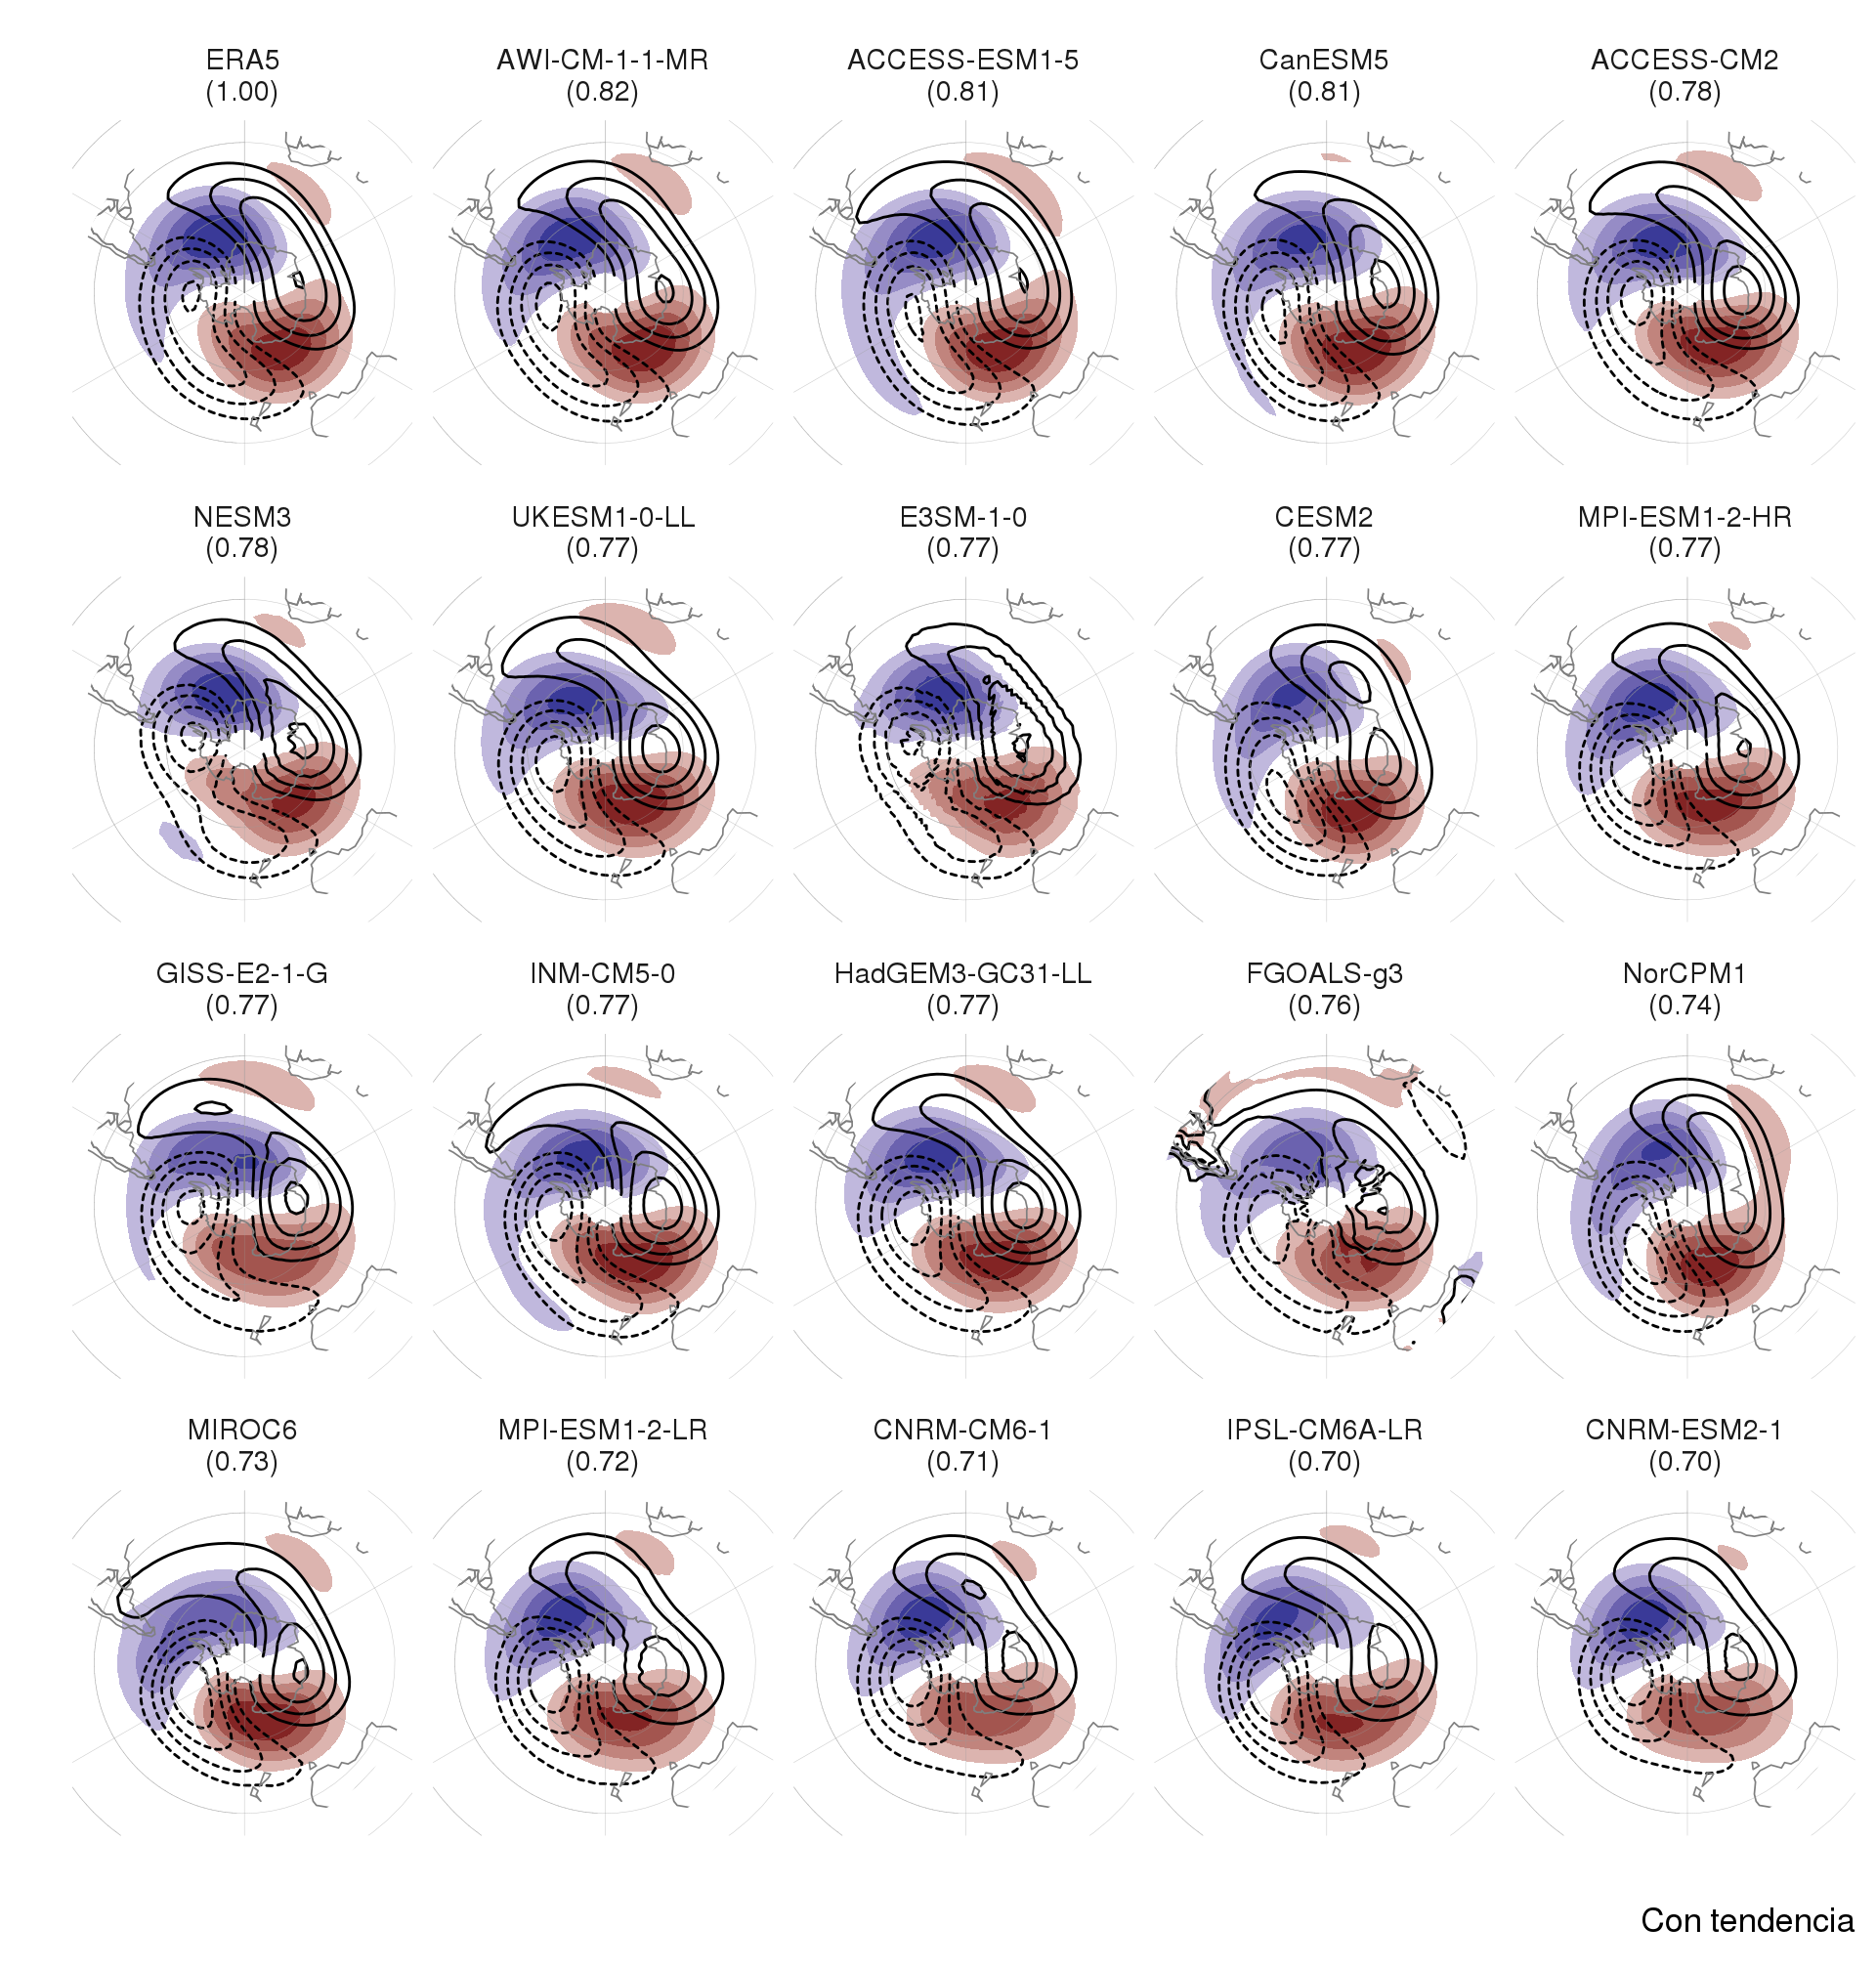 ERA5
(1.00)
AWI-CM-1-1-MR
(0.82)
ACCESS-ESM1-5
(0.81)
CanESM5
(0.81)
ACCESS-CM2
(0.78)
NESM3
(0.78)
UKESM1-0-LL
(0.77)
E3SM-1-0
(0.77)
CESM2
(0.77)
MPI-ESM1-2-HR
(0.77)
GISS-E2-1-G
(0.77)
INM-CM5-0
(0.77)
HadGEM3-GC31-LL
(0.77)
FGOALS-g3
(0.76)
NorCPM1
(0.74)
MIROC6
(0.73)
MPI-ESM1-2-LR
(0.72)
CNRM-CM6-1
(0.71)
IPSL-CM6A-LR
(0.70)
CNRM-ESM2-1
(0.70)
Con tendencia